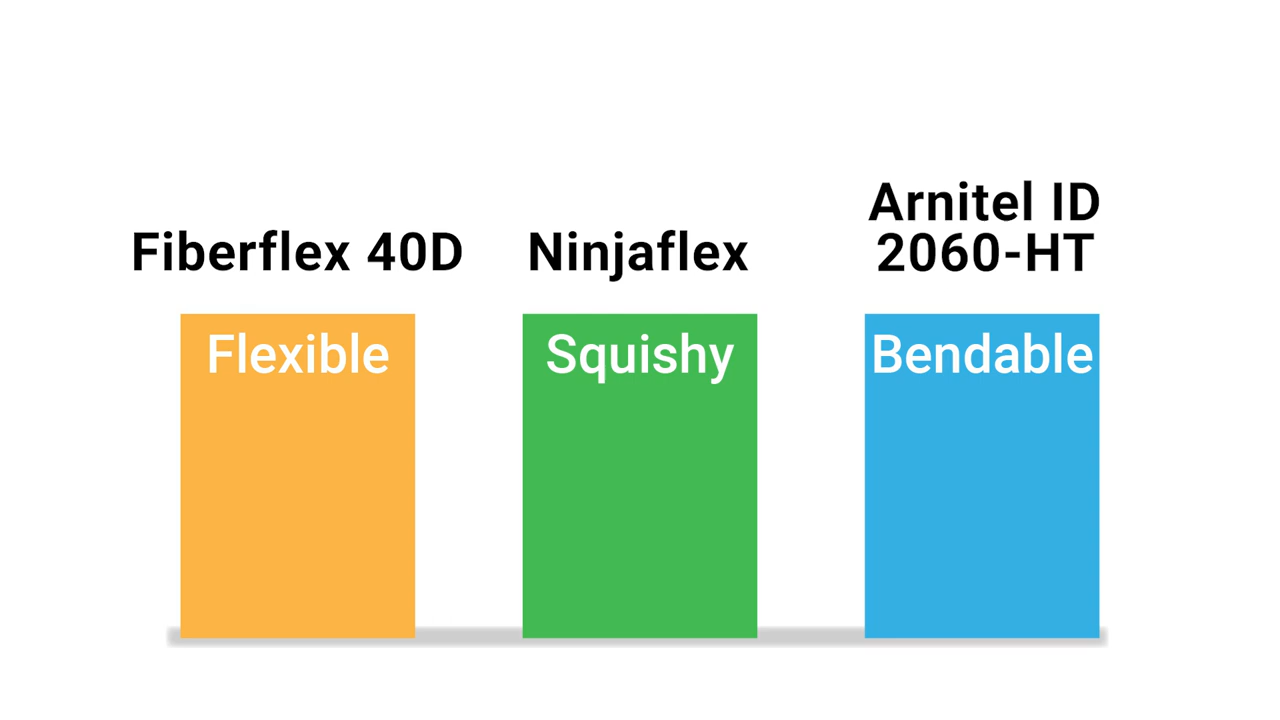 Fiberflex 40D
Ninjaflex
Arnitel ID
2060-HT
Flexible
Squishy
Bendable